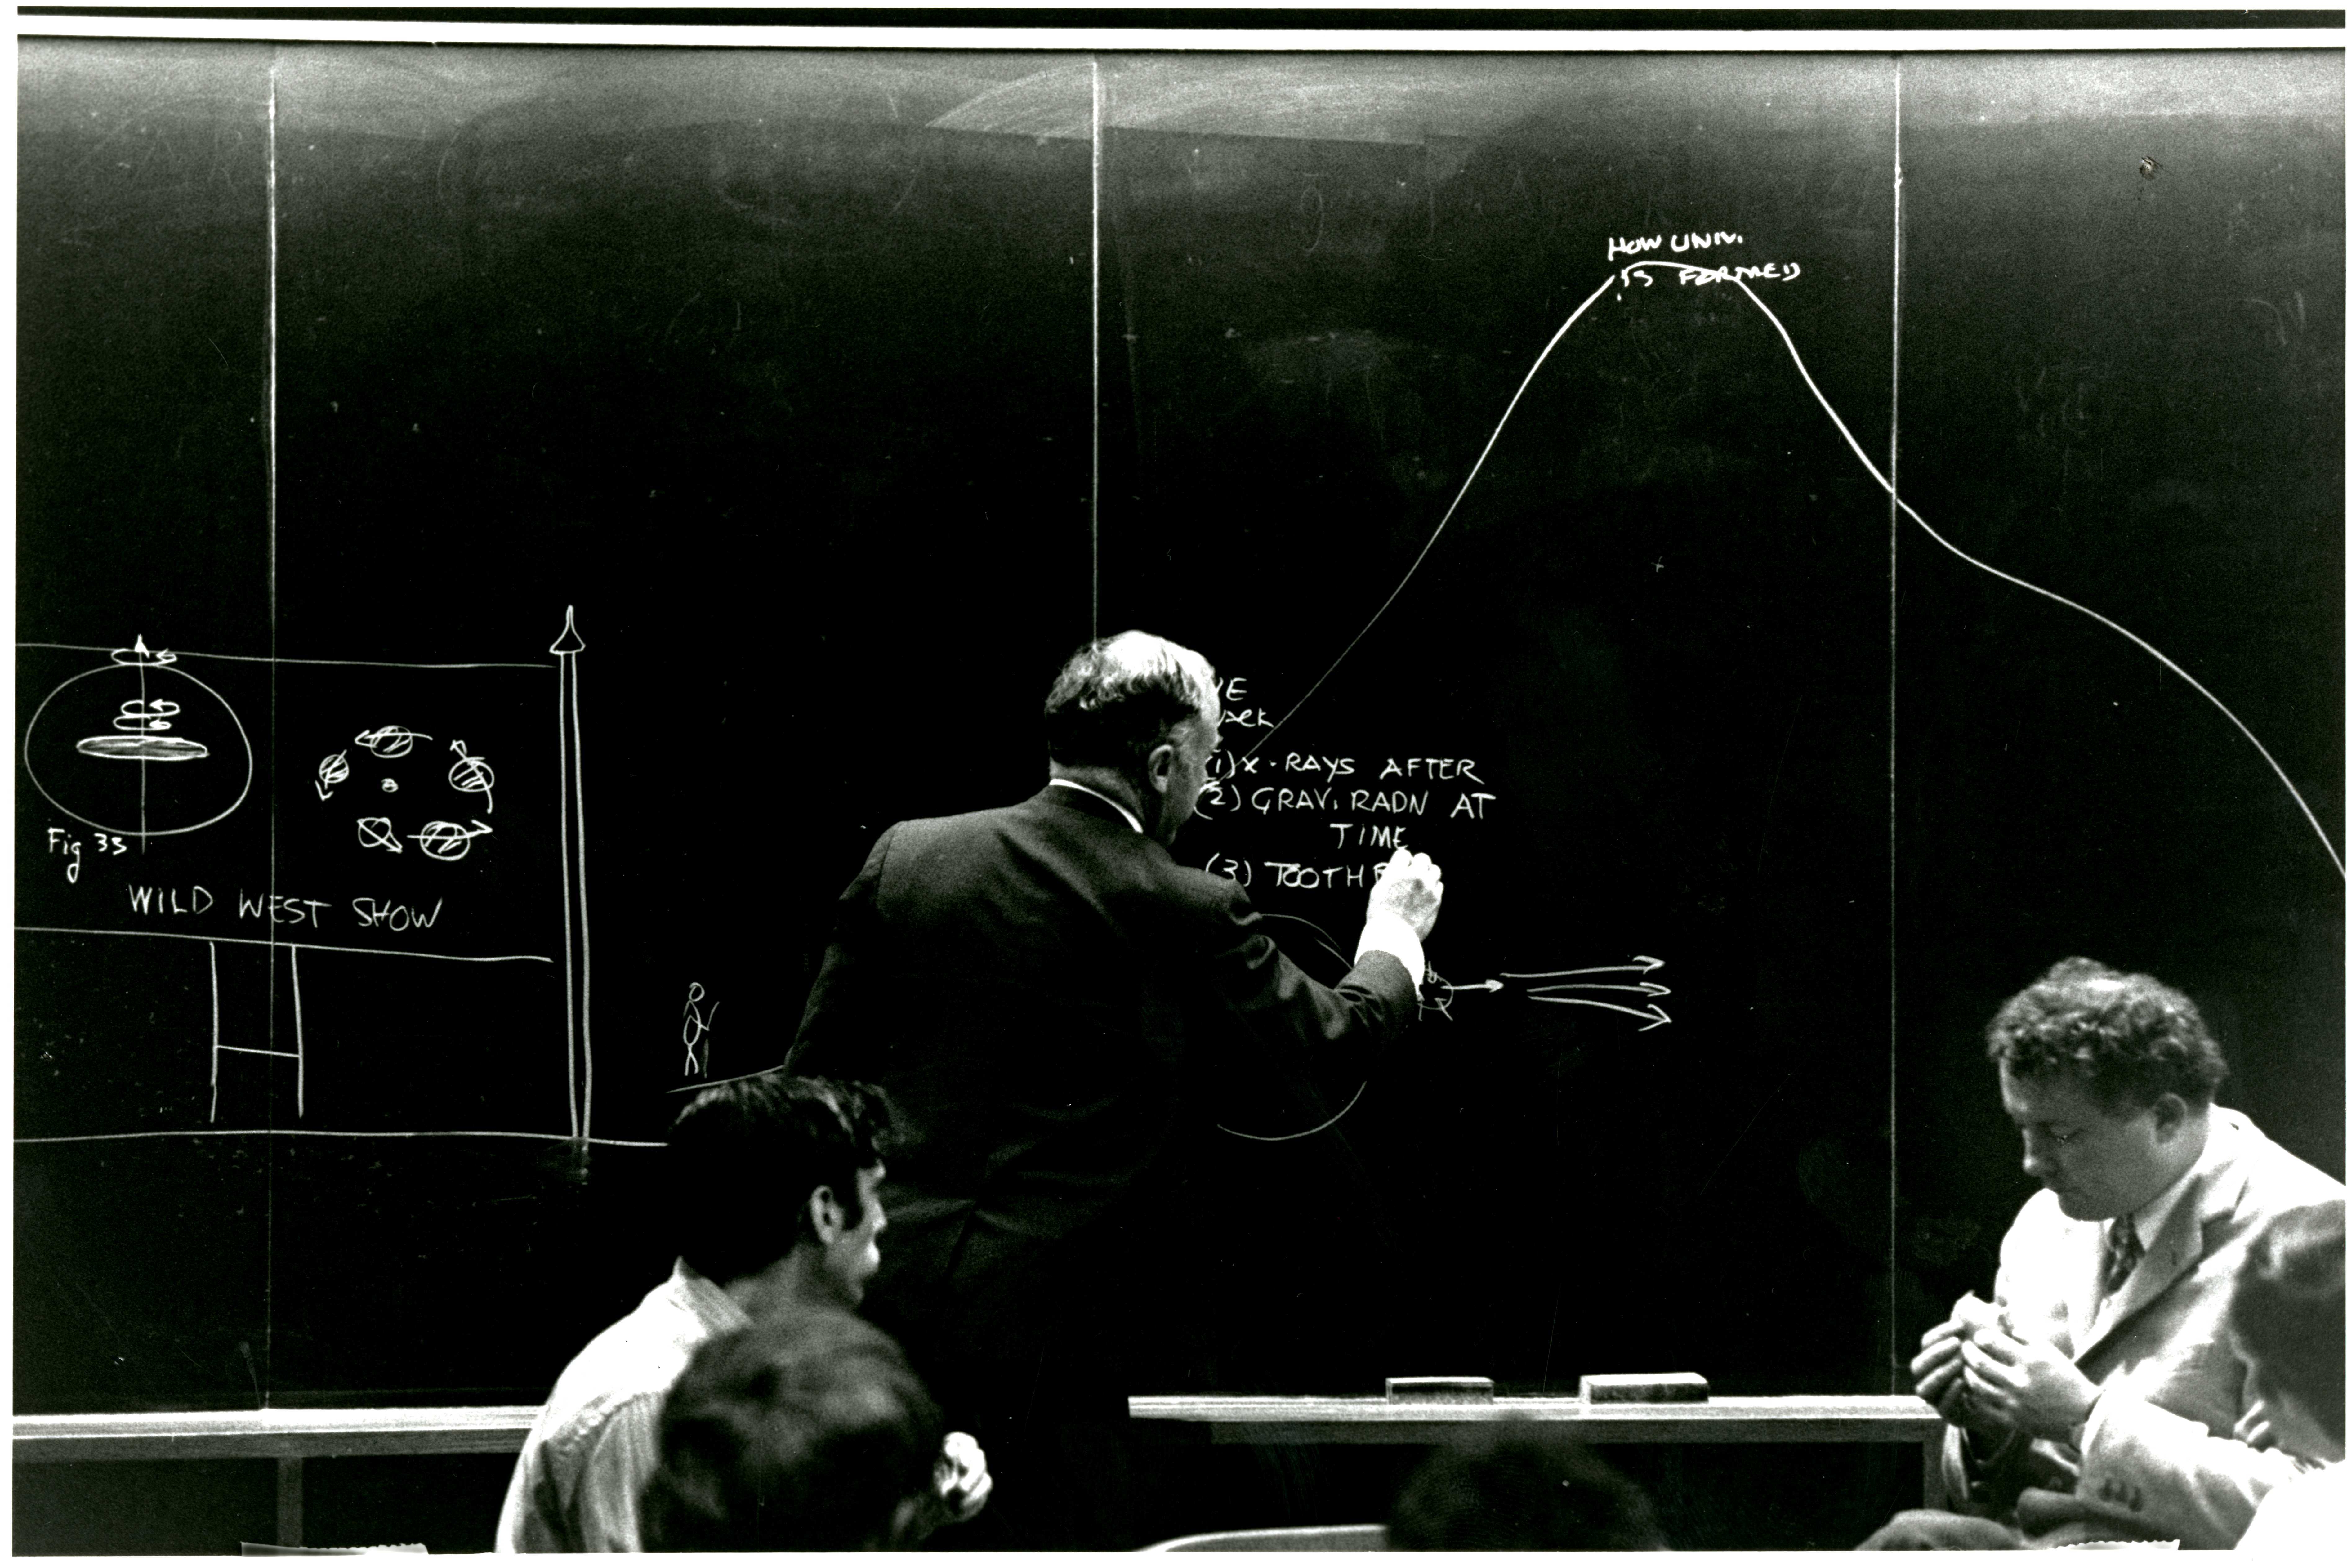 HOW UNIV.
IS FORMED
Fig 33
WILD WEST SHOW
(1) X-RAYS AFTER
(2) GRAV. RADN AT
TIME
(3) TOOTH